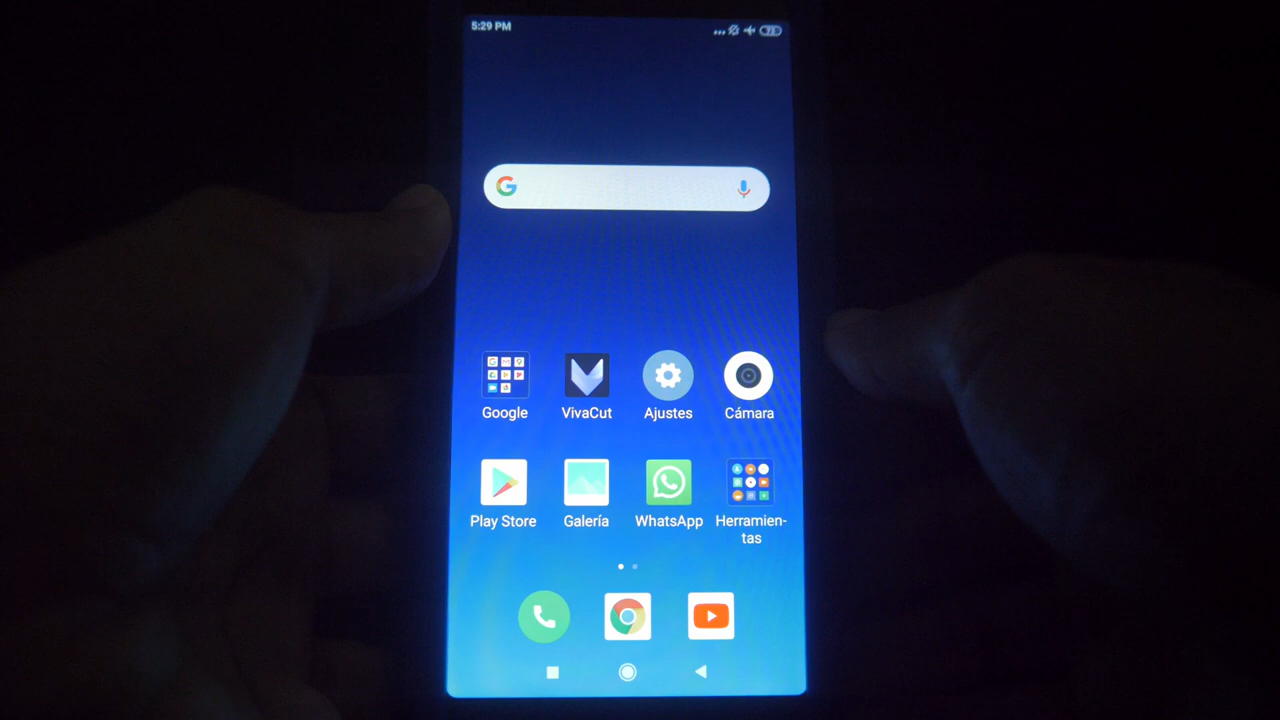 5:29 PM
Google VivaCut Ajustes Cámara
Play Store Galería WhatsApp Herramien-
tas